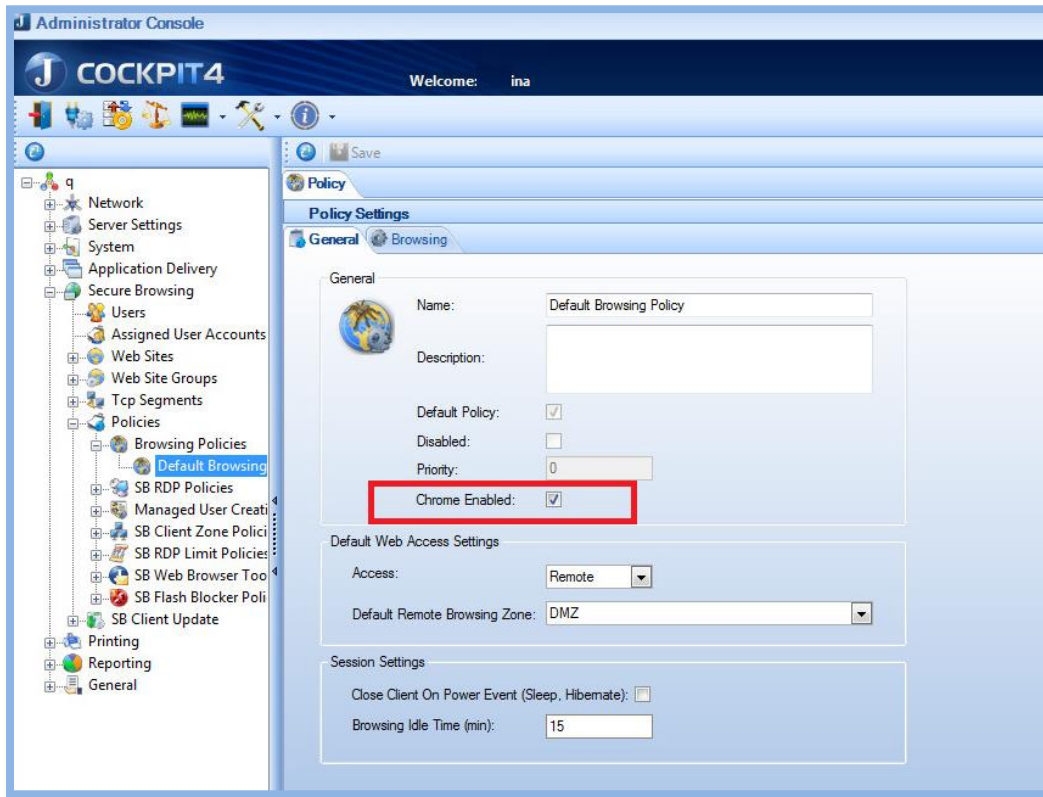 Administrator Console
J COCKPIT4
Welcome: ina
Save
q
Network
Server Settings
System
Application Delivery
Secure Browsing
Users
Assigned User Accounts
Web Sites
Web Site Groups
Tcp Segments
Policies
Browsing Policies
Default Browsing
SB RDP Policies
Managed User Creati
SB Client Zone Polici
SB RDP Limit Policies
SB Web Browser Too
SB Flash Blocker Poli
SB Client Update
Printing
Reporting
General
Policy
Policy Settings
General Browsing
General
Name: Default Browsing Policy
Description:
Default Policy:
Disabled:
Priority: 0
Chrome Enabled:
Default Web Access Settings
Access: Remote
Default Remote Browsing Zone: DMZ
Session Settings
Close Client On Power Event (Sleep, Hibernate):
Browsing Idle Time (min): 15